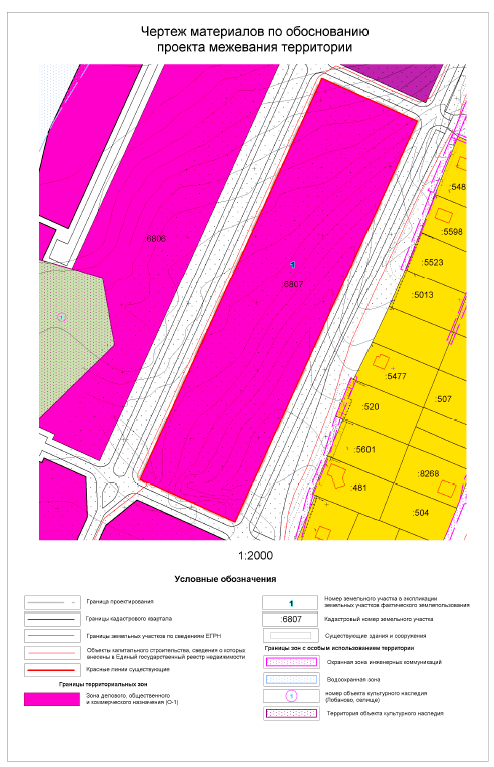 Чертеж материалов по обоснованию
проекта межевания территории
:548
:5598
:5523
:5013
:6806
1
:6807
1
:5477
:507
:520
:5601
:8268
:481
:504
1:2000
Условные обозначения
Граница проектирования
Границы кадастрового квартала
Границы земельных участков по сведениям ЕГРН
Объекты капитального строительства, сведения о которых
внесены в Единый государственный реестр недвижимости
Красные линии существующие
Границы территориальных зон
Зона делового, общественного
и коммерческого назначения (О-1)
1
Номер земельного участка в экспликации
земельных участков фактического землепользования
:6807
Кадастровый номер земельного участка
Существующие здания и сооружения
Границы зон с особым использованием территории
Охранная зона инженерных коммуникаций
Водоохранная зона
1
номер объекта культурного наследия
(Лобаново, селище)
Территория объекта культурного наследия